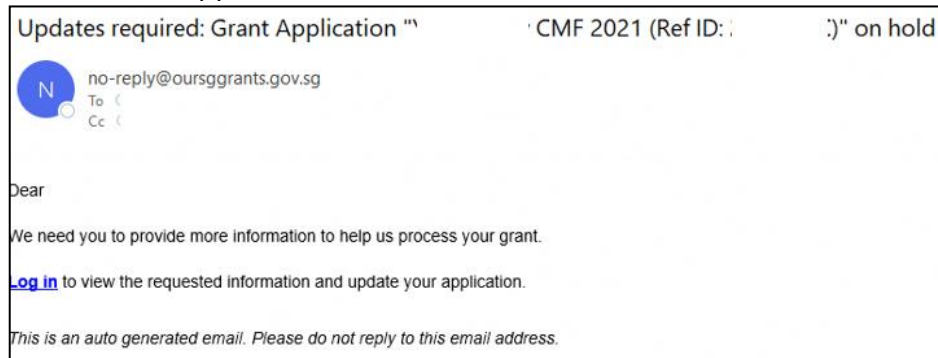 Updates required: Grant Application " CMF 2021 (Ref ID: )" on hold
N
no-reply@oursggrants.gov.sg
To
Cc
Dear
We need you to provide more information to help us process your grant.
Log in to view the requested information and update your application.
This is an auto generated email. Please do not reply to this email address.